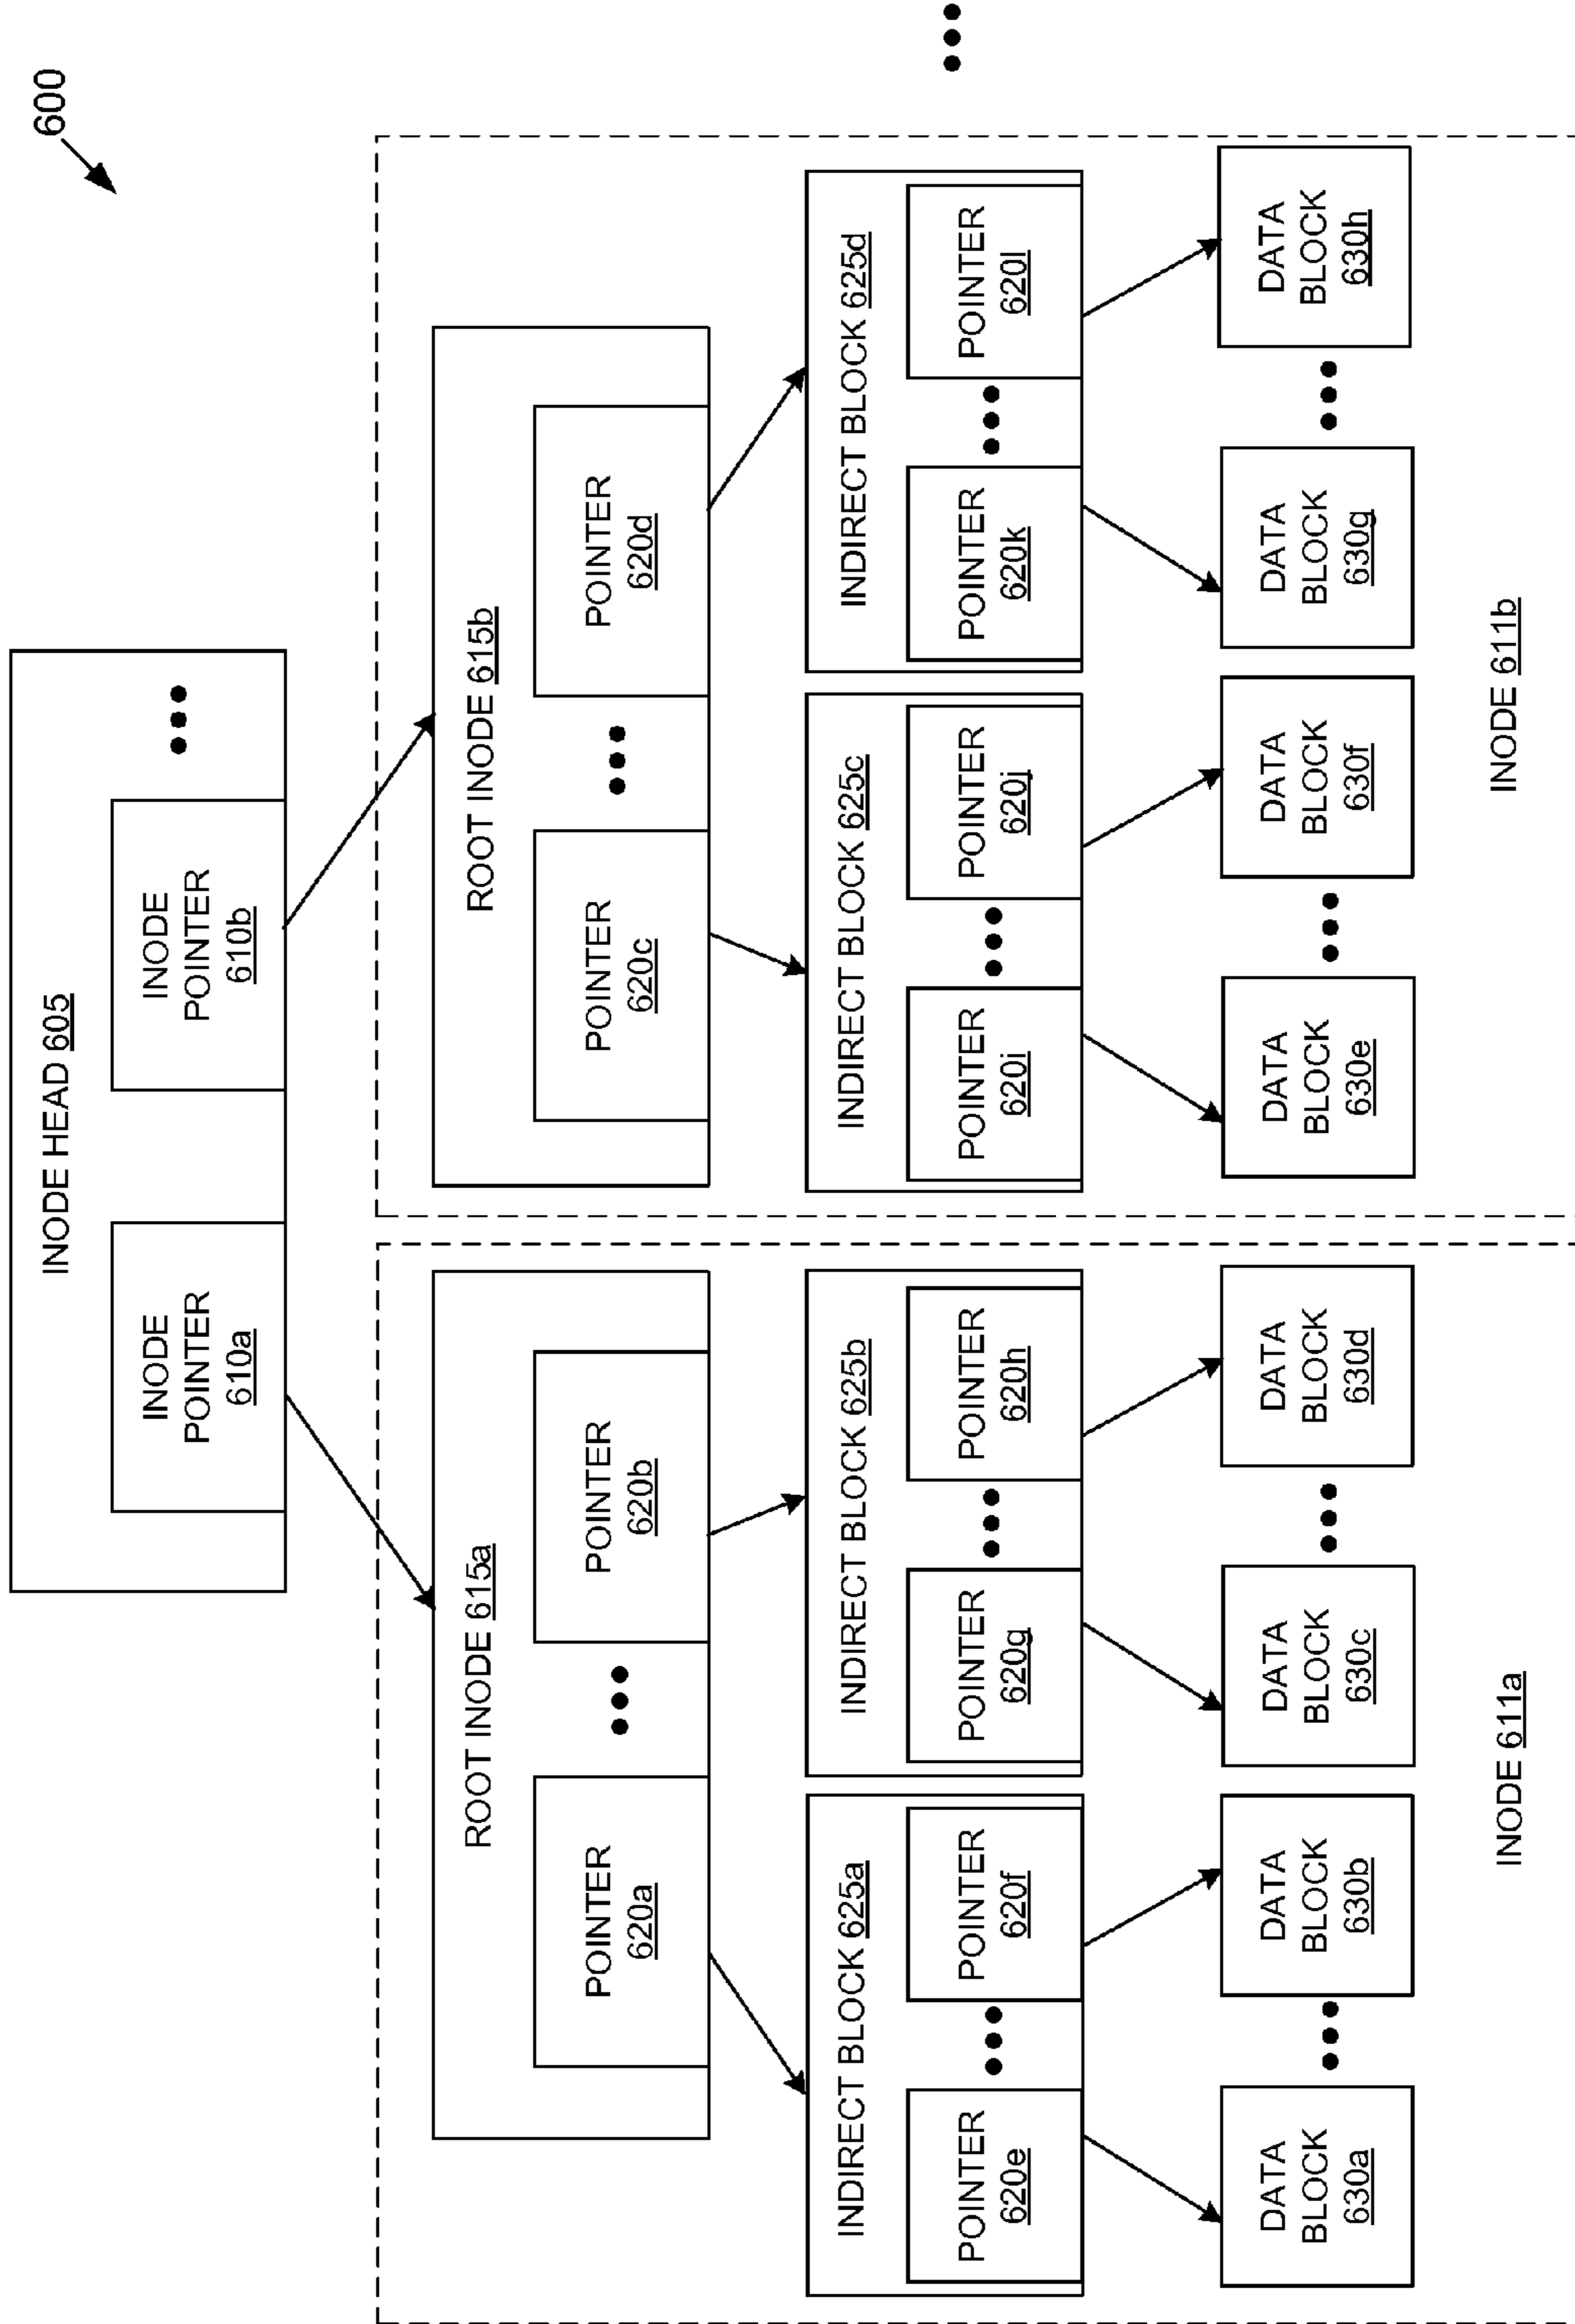 600
INODE HEAD 605
INODE
POINTER
610a
INODE
POINTER
610b
ROOT INODE 615a
POINTER
620a
POINTER
620b
ROOT INODE 615b
POINTER
620c
POINTER
620d
INDIRECT BLOCK 625a
POINTER
620e
POINTER
620f
INDIRECT BLOCK 625b
POINTER
620g
POINTER
620h
INDIRECT BLOCK 625c
POINTER
620i
POINTER
620j
INDIRECT BLOCK 625d
POINTER
620k
POINTER
620l
DATA
BLOCK
630a
DATA
BLOCK
630b
DATA
BLOCK
630c
DATA
BLOCK
630d
DATA
BLOCK
630e
DATA
BLOCK
630f
DATA
BLOCK
630g
DATA
BLOCK
630h
INODE 611a
INODE 611b